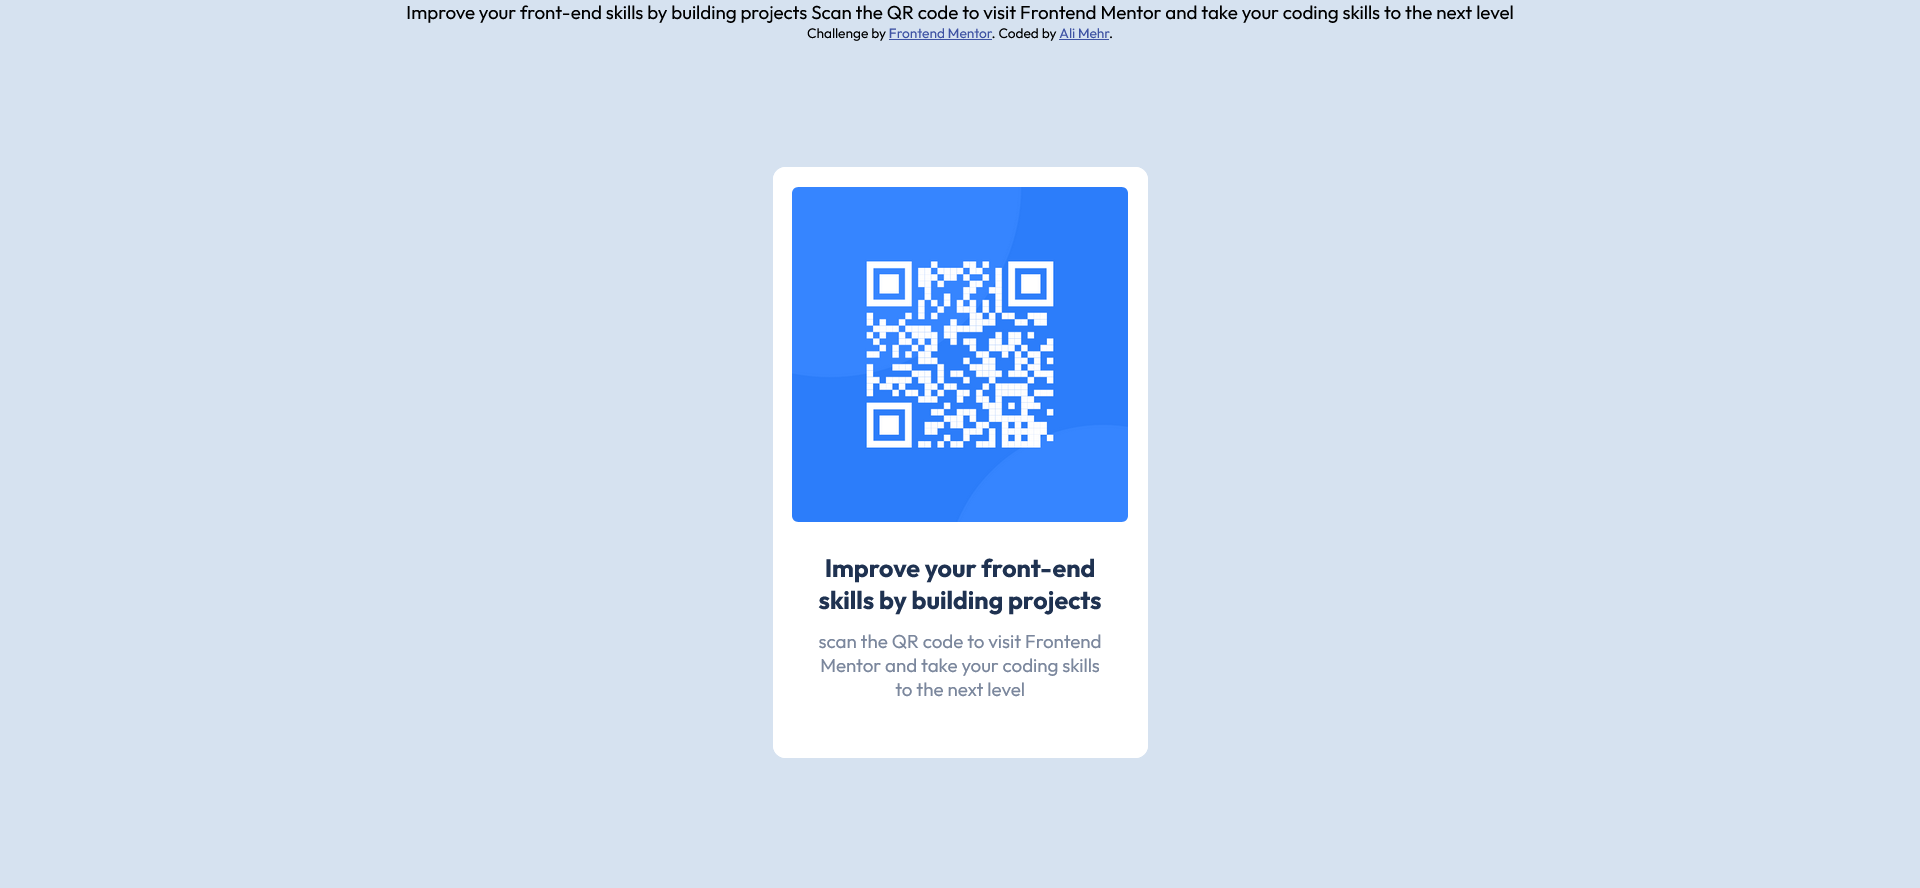 Improve your front-end skills by building projects Scan the QR code to visit Frontend Mentor and take your coding skills to the next level
Challenge by Frontend Mentor. Coded by Ali Mehr.
Improve your front-end
skills by building projects
scan the QR code to visit Frontend
Mentor and take your coding skills
to the next level